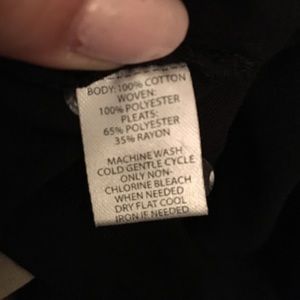 BODY:100% COTTON
WOVEN:
100% POLYESTER
PLEATS:
65% POLYESTER
35% RAYON
MACHINE WASH
COLD GENTLE CYCLE
ONLY NON-
CHLORINE BLEACH
WHEN NEEDED
DRY FLAT COOL
IRON IF NEEDED